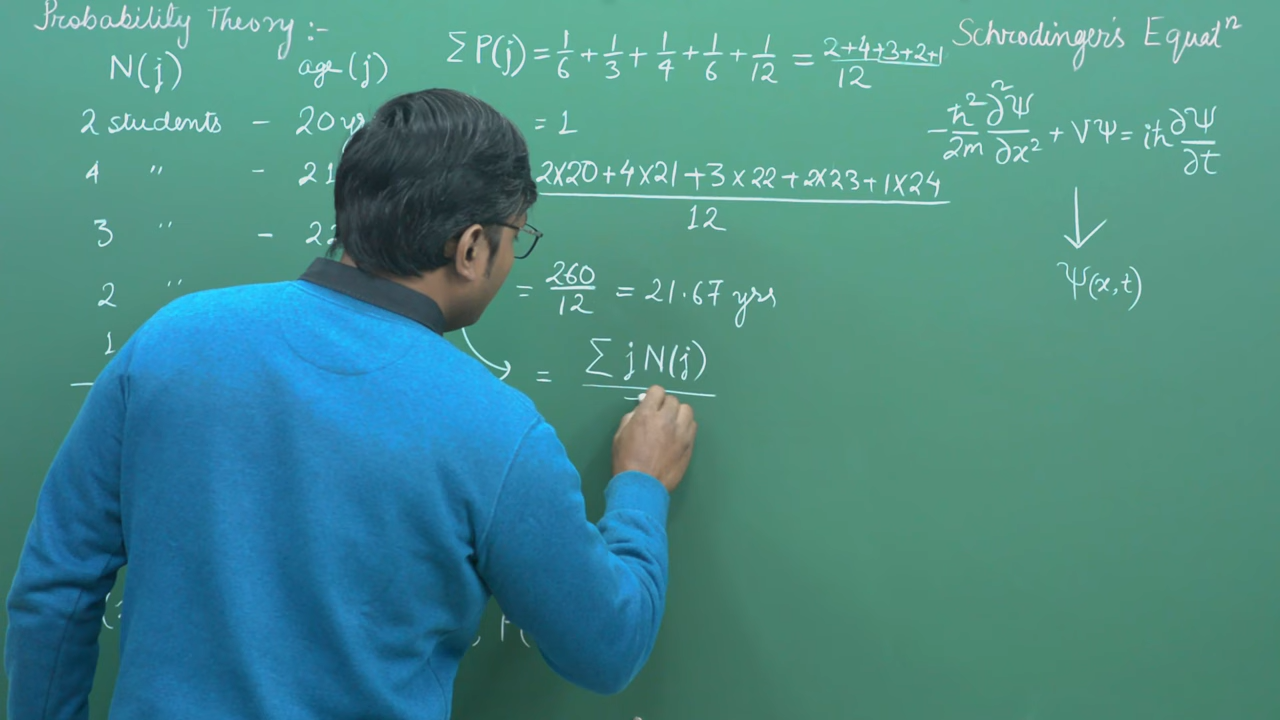 Probability Theory :-
N(j) age (j)
2 students - 20 yr
4 " - 21
3 " - 22
2 "
1
ΣP(j) = 1/6 + 1/3 + 1/4 + 1/6 + 1/12 = (2+4+3+2+1)/12
= 1
(2×20+4×21+3×22+2×23+1×24)/12
= 260/12 = 21.67 yrs
= Σ j N(j)
Schrodinger's Equatⁿ
-ħ²/2m ∂²Ψ/∂x² + VΨ = iħ ∂Ψ/∂t
↓
Ψ(x,t)